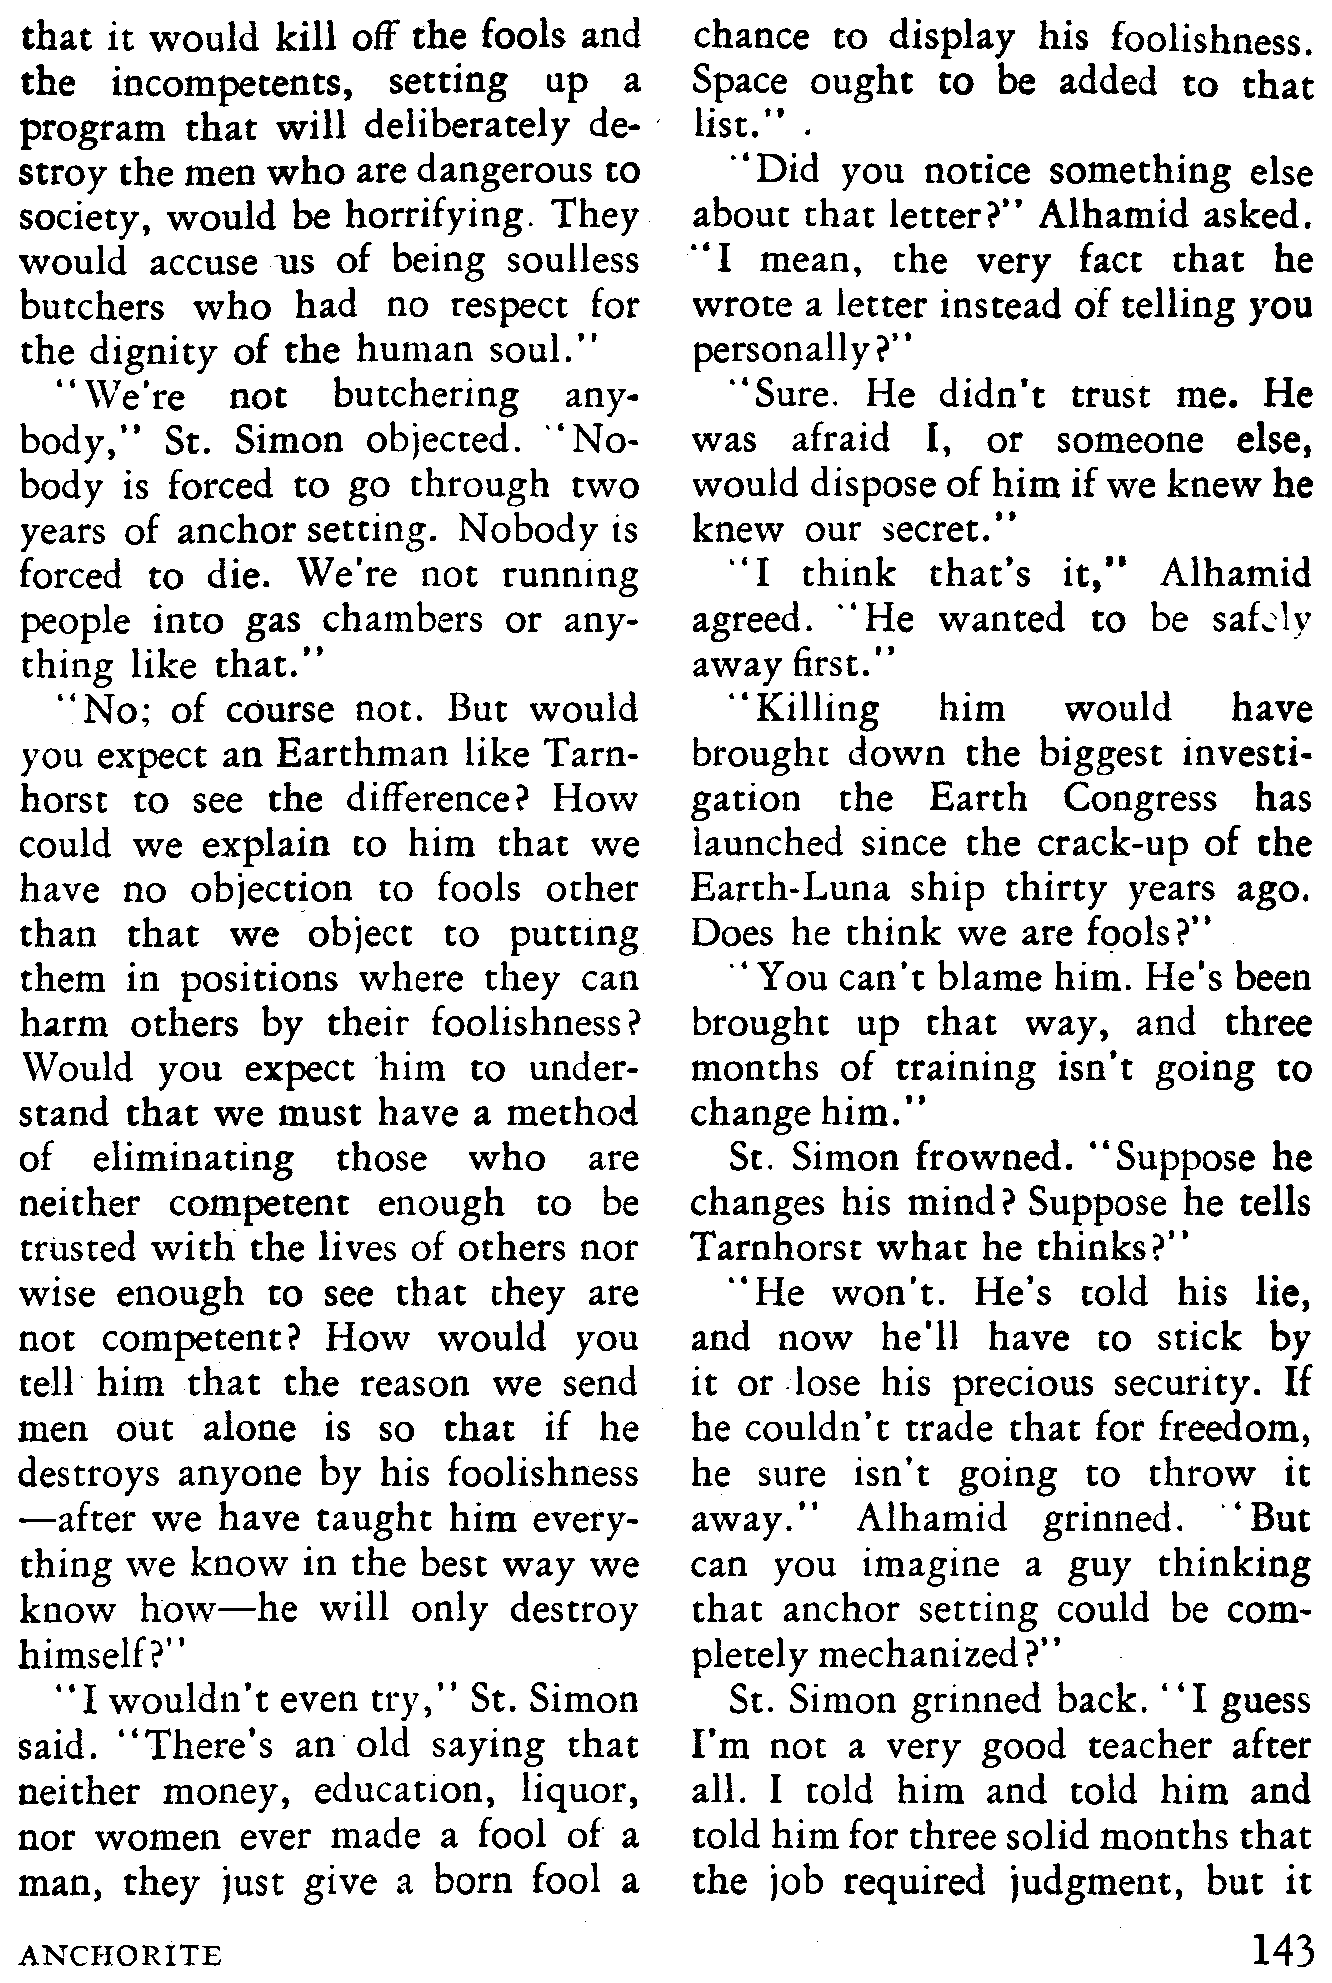 that it would kill off the fools and
the incompetents, setting up a
program that will deliberately de-
stroy the men who are dangerous to
society, would be horrifying. They
would accuse us of being soulless
butchers who had no respect for
the dignity of the human soul."
"We're not butchering any-
body," St. Simon objected. "No-
body is forced to go through two
years of anchor setting. Nobody is
forced to die. We're not running
people into gas chambers or any-
thing like that."
"No; of course not. But would
you expect an Earthman like Tarn-
horst to see the difference? How
could we explain to him that we
have no objection to fools other
than that we object to putting
them in positions where they can
harm others by their foolishness?
Would you expect him to under-
stand that we must have a method
of eliminating those who are
neither competent enough to be
trusted with the lives of others nor
wise enough to see that they are
not competent? How would you
tell him that the reason we send
men out alone is so that if he
destroys anyone by his foolishness
—after we have taught him every-
thing we know in the best way we
know how—he will only destroy
himself?"
"I wouldn't even try," St. Simon
said. "There's an old saying that
neither money, education, liquor,
nor women ever made a fool of a
man, they just give a born fool a
chance to display his foolishness.
Space ought to be added to that
list."
"Did you notice something else
about that letter?" Alhamid asked.
"I mean, the very fact that he
wrote a letter instead of telling you
personally?"
"Sure. He didn't trust me. He
was afraid I, or someone else,
would dispose of him if we knew he
knew our secret."
"I think that's it," Alhamid
agreed. "He wanted to be safely
away first."
"Killing him would have
brought down the biggest investi-
gation the Earth Congress has
launched since the crack-up of the
Earth-Luna ship thirty years ago.
Does he think we are fools?"
"You can't blame him. He's been
brought up that way, and three
months of training isn't going to
change him."
St. Simon frowned. "Suppose he
changes his mind? Suppose he tells
Tarnhorst what he thinks?"
"He won't. He's told his lie,
and now he'll have to stick by
it or lose his precious security. If
he couldn't trade that for freedom,
he sure isn't going to throw it
away." Alhamid grinned. "But
can you imagine a guy thinking
that anchor setting could be com-
pletely mechanized?"
St. Simon grinned back. "I guess
I'm not a very good teacher after
all. I told him and told him and
told him for three solid months that
the job required judgment, but it
ANCHORITE
143